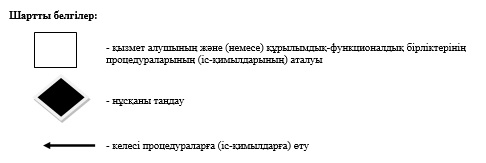 Шартты белгілер:
- қызмет алушының және (немесе) құрылымдық-функционалдық бірліктерінің
процедураларының (іс-қимылдарының) аталуы
- нұсқаны таңдау
- келесі процедураларға (іс-қимылдарға) өту